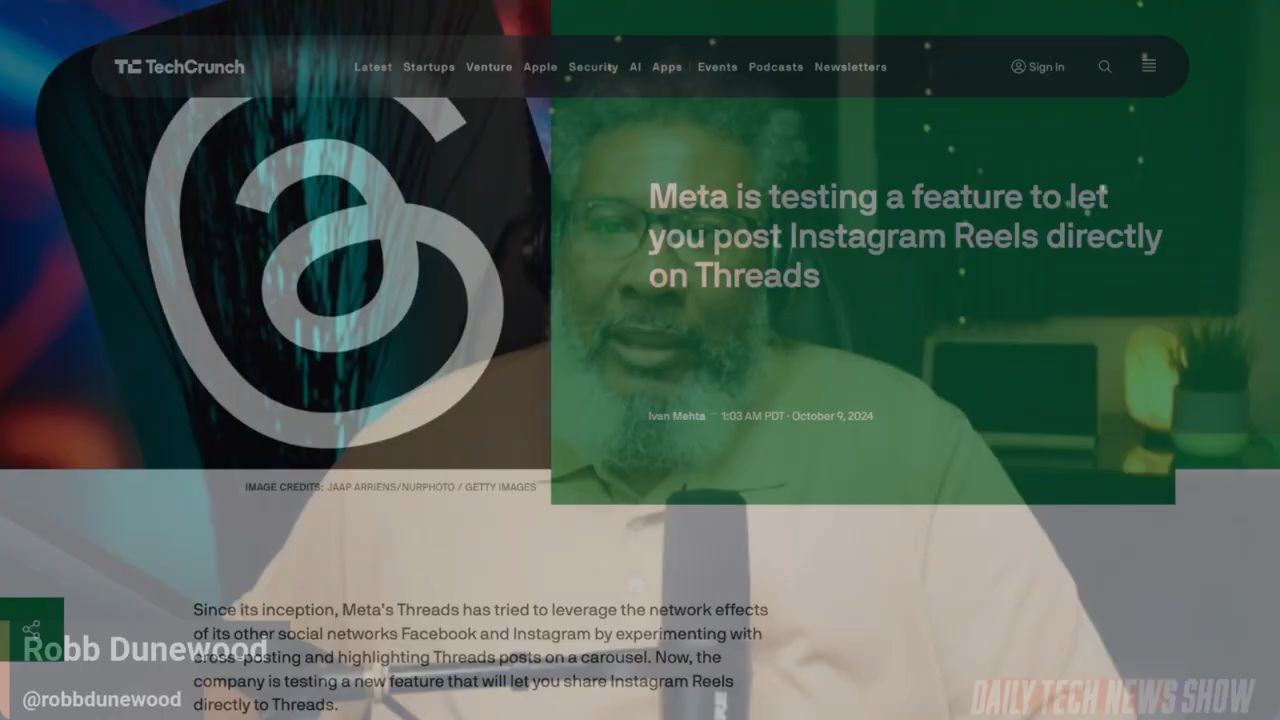 TechCrunch
Latest Startups Venture Apple Security AI Apps Events Podcasts Newsletters
Sign In
Meta is testing a feature to let
you post Instagram Reels directly
on Threads
Ivan Mehta — 1:03 AM PDT · October 9, 2024
IMAGE CREDITS: JAAP ARRIENS/NURPHOTO / GETTY IMAGES
Since its inception, Meta's Threads has tried to leverage the network effects
of its other social networks Facebook and Instagram by experimenting with
cross-posting and highlighting Threads posts on a carousel. Now, the
company is testing a new feature that will let you share Instagram Reels
directly to Threads.
Robb Dunewood
@robbdunewood
DAILY TECH NEWS SHOW